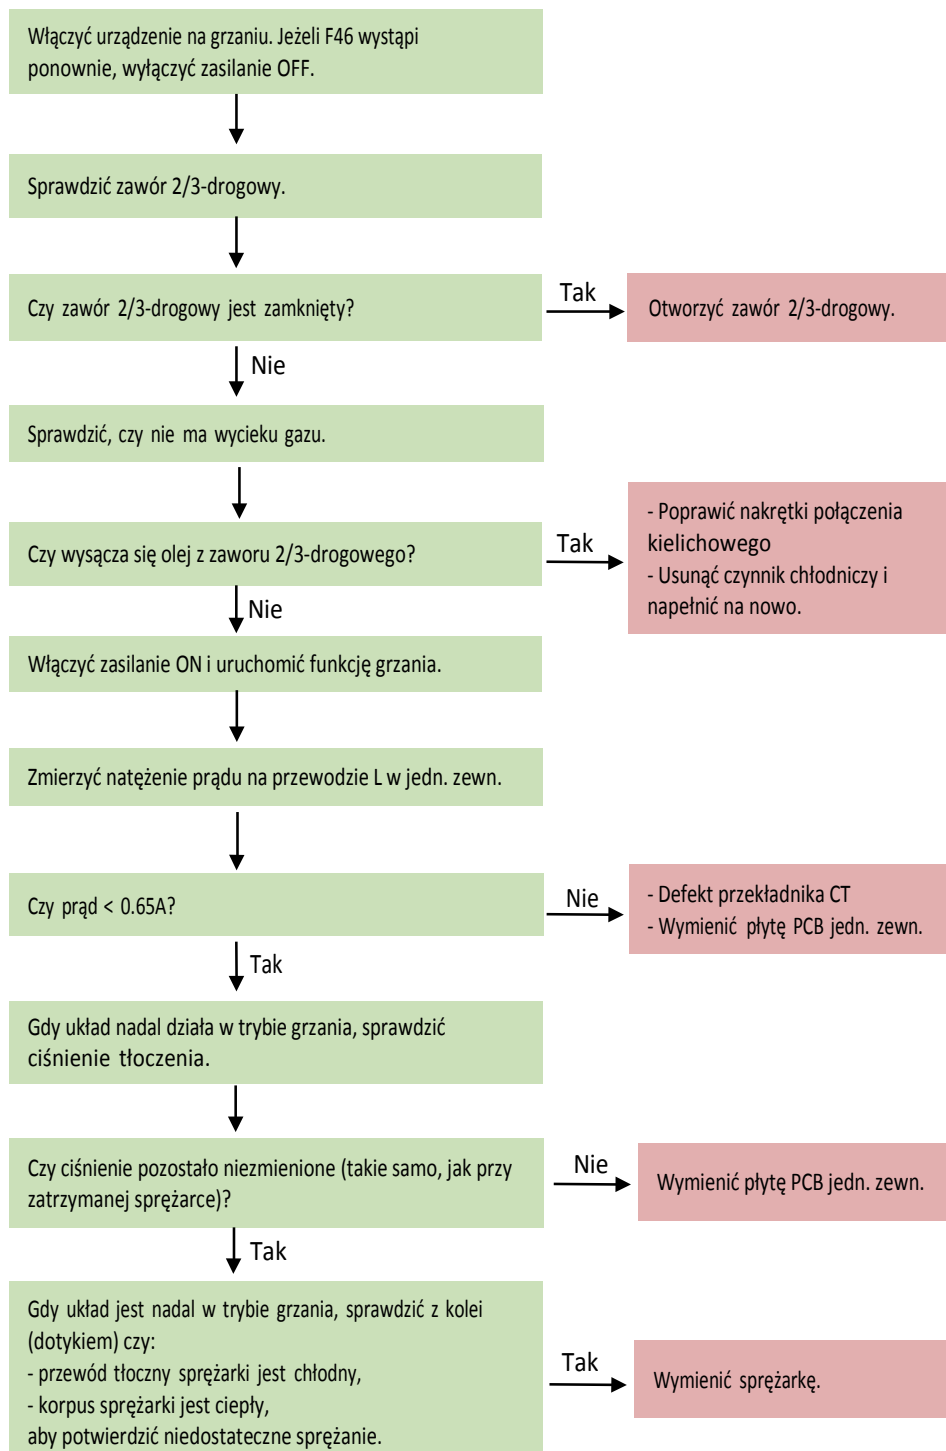 Włączyć urządzenie na grzaniu. Jeżeli F46 wystąpi
ponownie, wyłączyć zasilanie OFF.
Sprawdzić zawór 2/3-drogowy.
Czy zawór 2/3-drogowy jest zamknięty?
Tak
Otworzyć zawór 2/3-drogowy.
Nie
Sprawdzić, czy nie ma wycieku gazu.
Czy wysącza się olej z zaworu 2/3-drogowego?
Tak
- Poprawić nakrętki połączenia
kielichowego
- Usunąć czynnik chłodniczy i
napełnić na nowo.
Nie
Włączyć zasilanie ON i uruchomić funkcję grzania.
Zmierzyć natężenie prądu na przewodzie L w jedn. zewn.
Czy prąd < 0.65A?
Nie
- Defekt przekładnika CT
- Wymienić płytę PCB jedn. zewn.
Tak
Gdy układ nadal działa w trybie grzania, sprawdzić
ciśnienie tłoczenia.
Czy ciśnienie pozostało niezmienione (takie samo, jak przy
zatrzymanej sprężarce)?
Nie
Wymienić płytę PCB jedn. zewn.
Tak
Gdy układ jest nadal w trybie grzania, sprawdzić z kolei
(dotykiem) czy:
- przewód tłoczny sprężarki jest chłodny,
- korpus sprężarki jest ciepły,
aby potwierdzić niedostateczne sprężanie.
Tak
Wymienić sprężarkę.